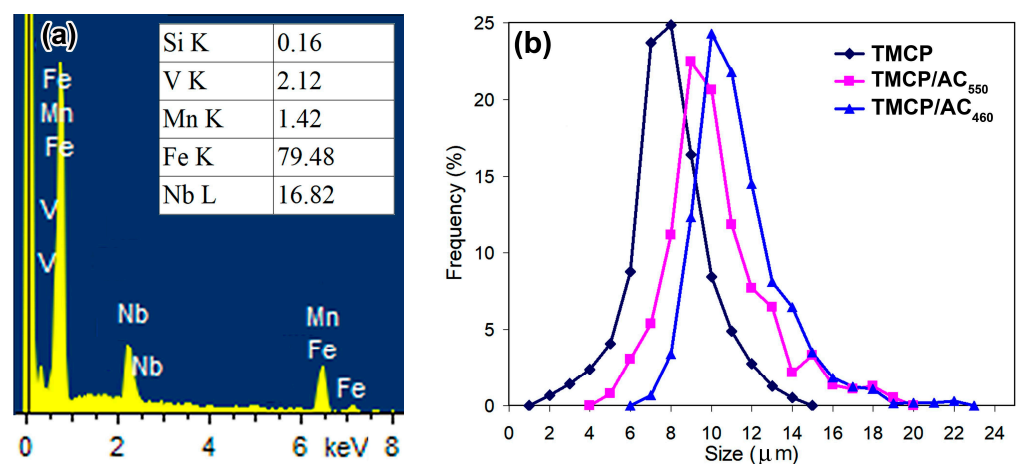 (a)
Si K 0.16
V K 2.12
Mn K 1.42
Fe K 79.48
Nb L 16.82
Fe
Mn
Fe
V
V
Nb
Nb
Mn
Fe
Fe
0 2 4 6 keV 8
(b)
TMCP
TMCP/AC550
TMCP/AC460
Frequency (%)
25
20
15
10
5
0
0 2 4 6 8 10 12 14 16 18 20 22 24
Size (μm)